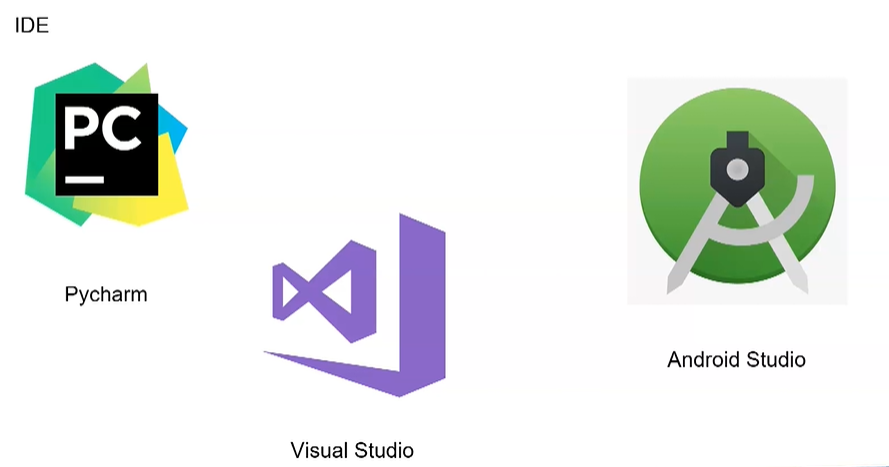 IDE
PC
Pycharm
Visual Studio
Android Studio